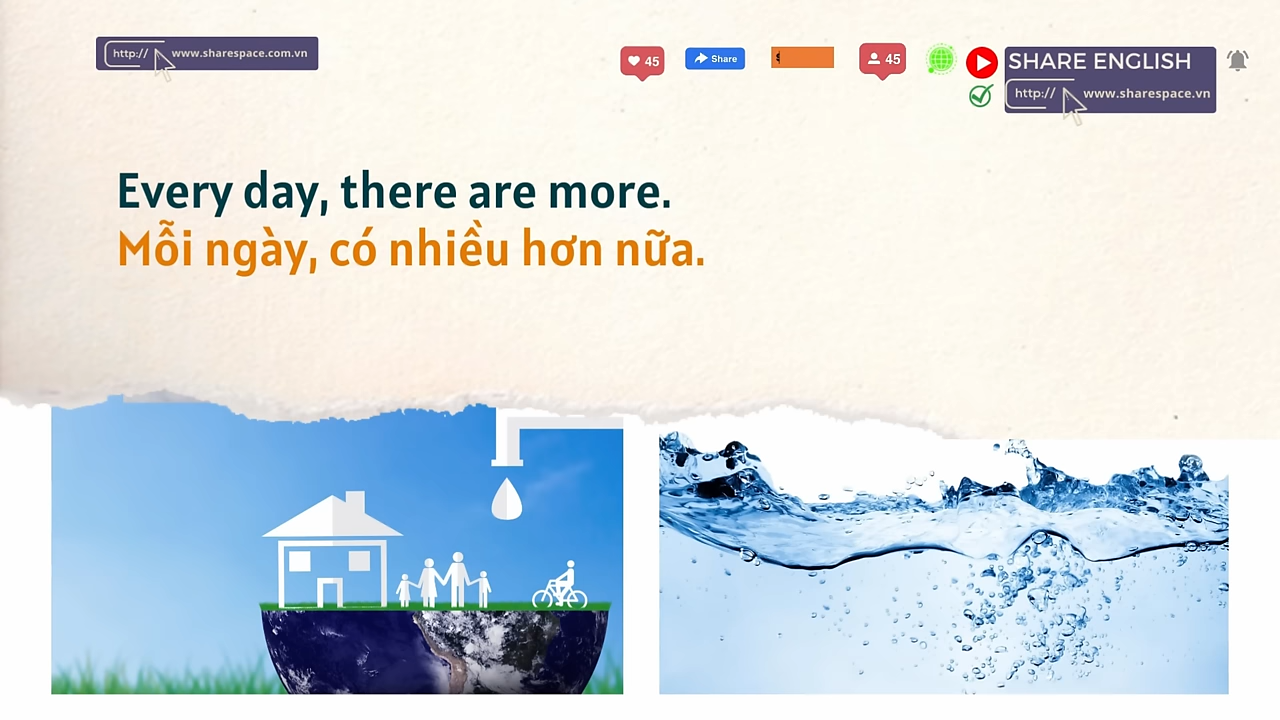 http:// www.sharespace.com.vn
45
Share
$
45
SHARE ENGLISH
http:// www.sharespace.vn
Every day, there are more.
Mỗi ngày, có nhiều hơn nữa.